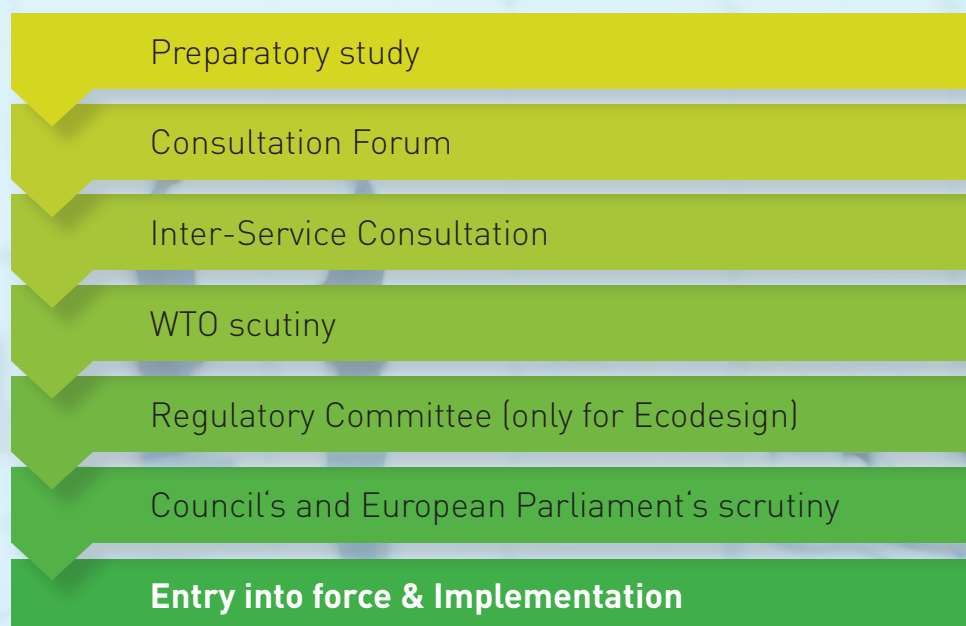 Preparatory study
Consultation Forum
Inter-Service Consultation
WTO scutiny
Regulatory Committee (only for Ecodesign)
Council‘s and European Parliament‘s scrutiny
Entry into force & Implementation